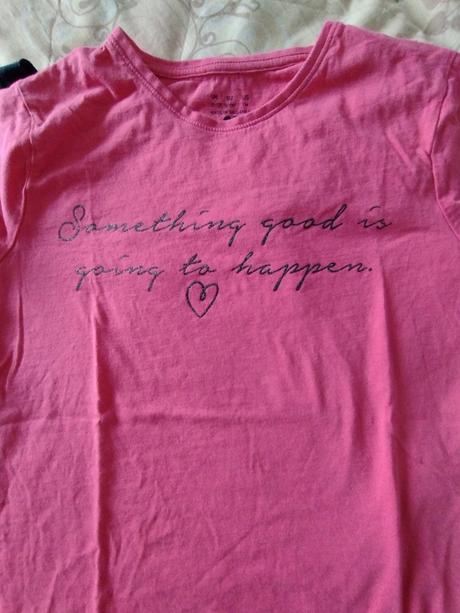 Something good is
going to happen.